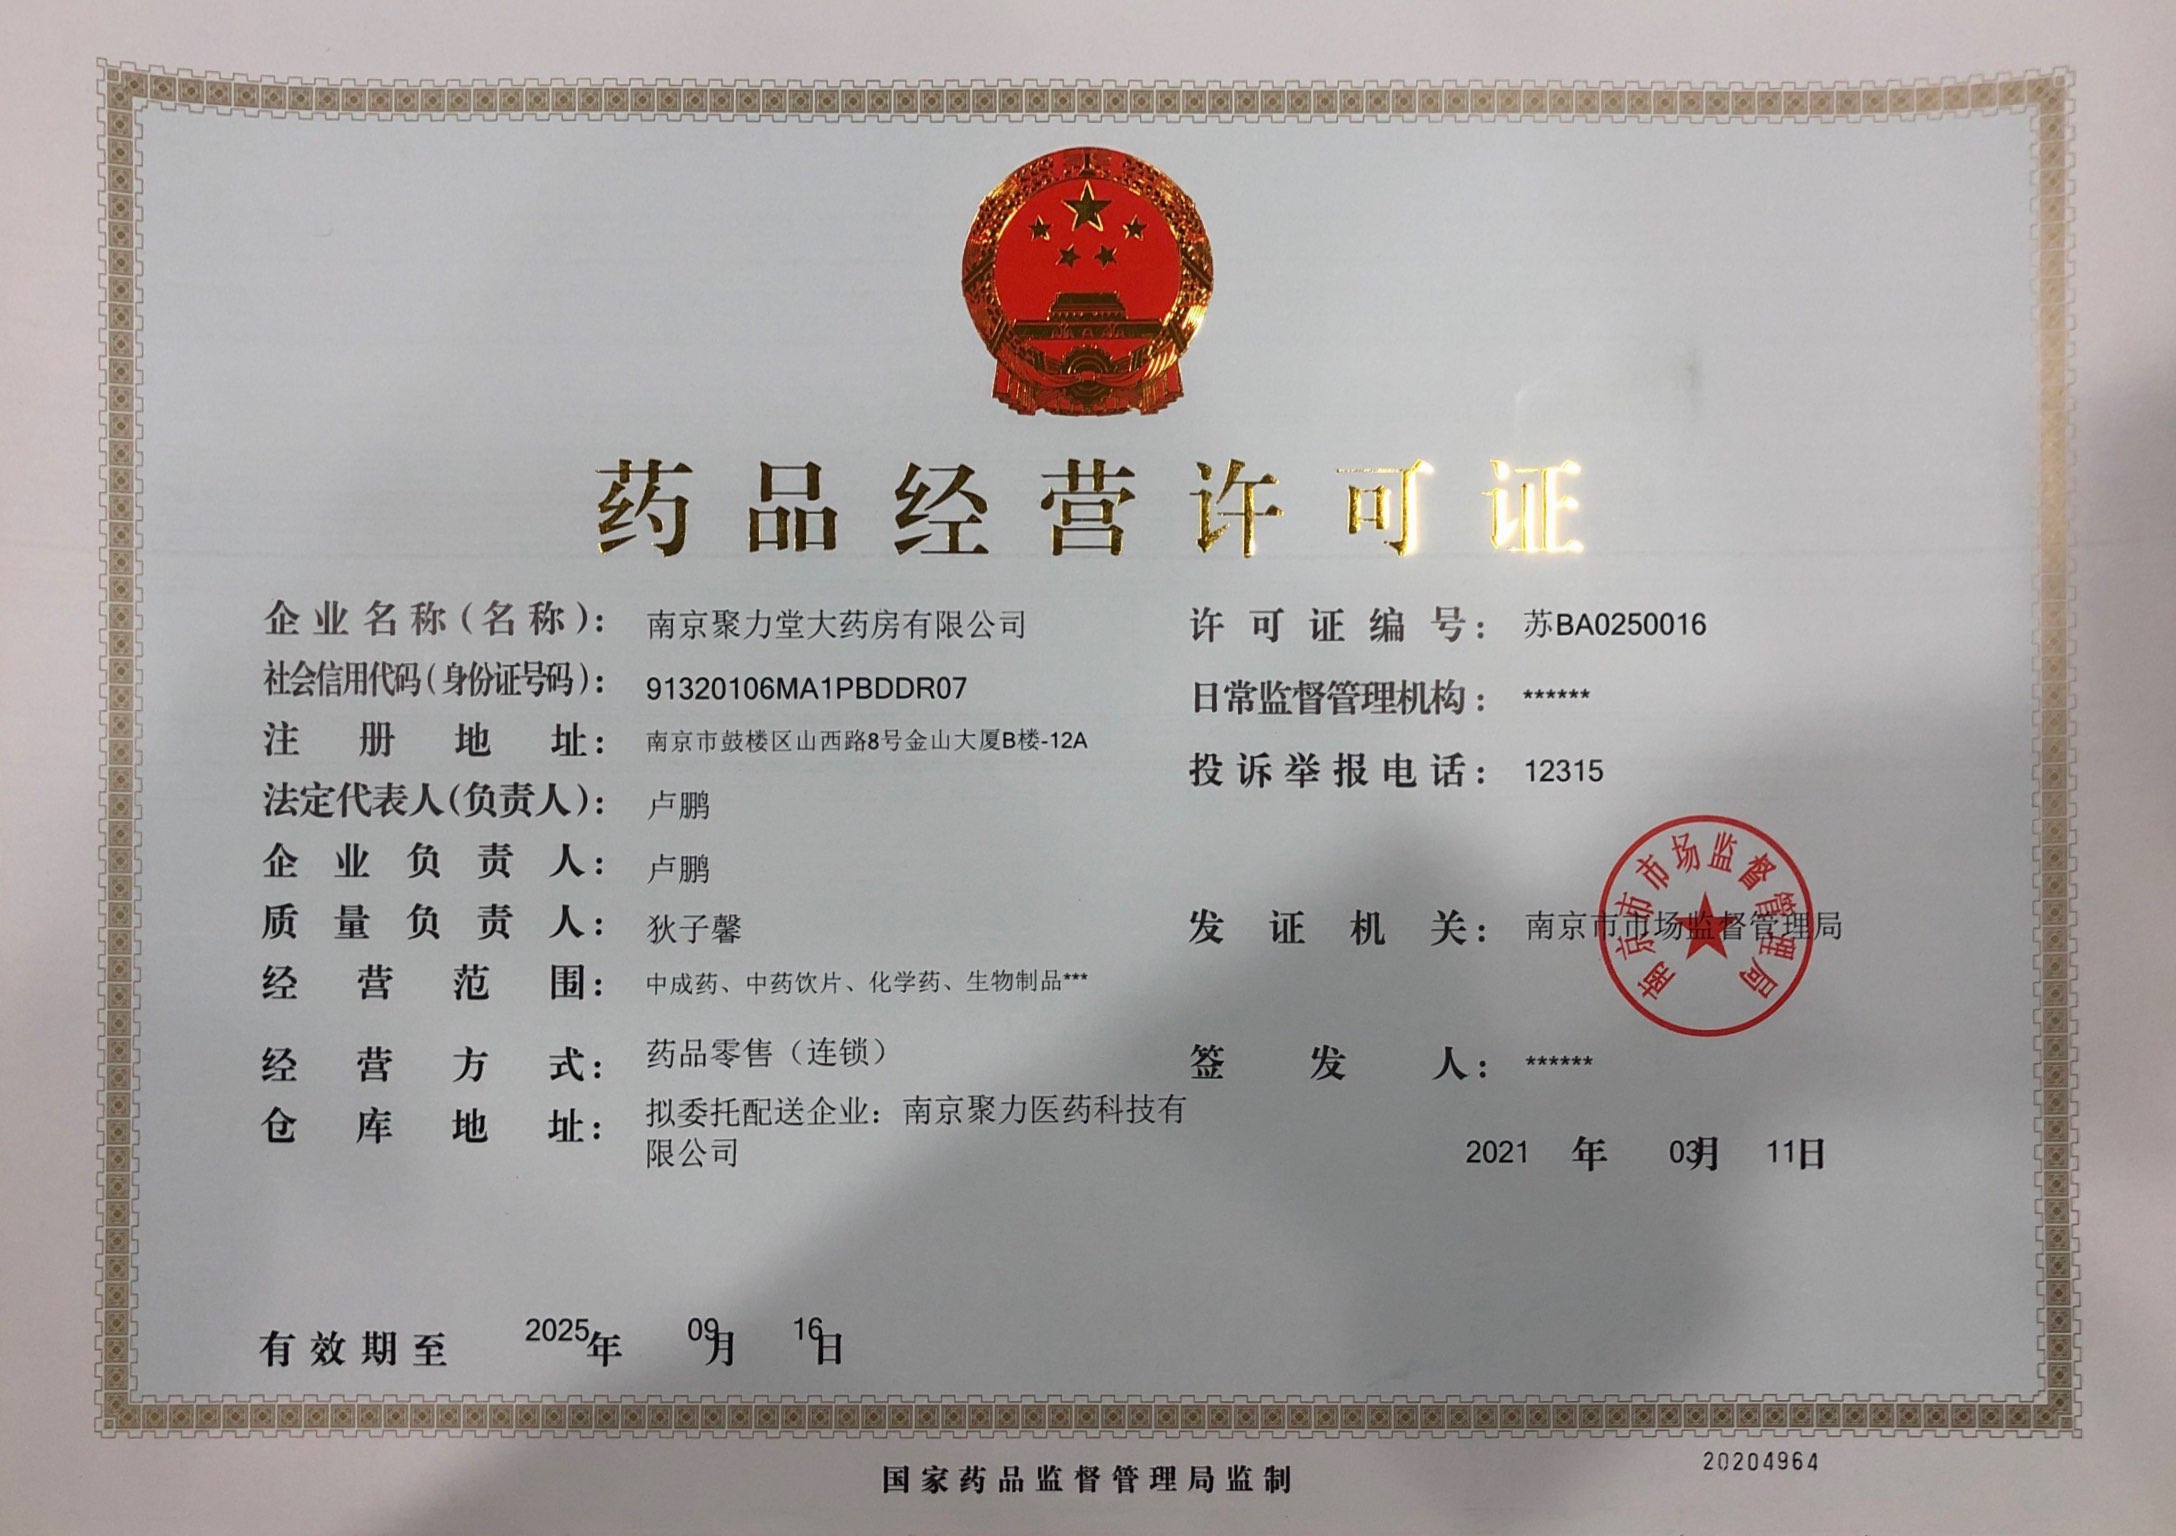 药品经营许可证
企业名称(名称): 南京聚力堂大药房有限公司
社会信用代码(身份证号码): 91320106MA1PBDDR07
注册地址: 南京市鼓楼区山西路8号金山大厦B楼-12A
法定代表人(负责人): 卢鹏
企业负责人: 卢鹏
质量负责人: 狄子馨
经营范围: 中成药、中药饮片、化学药、生物制品***
经营方式: 药品零售（连锁）
仓库地址: 拟委托配送企业：南京聚力医药科技有
限公司
许可证编号: 苏BA0250016
日常监督管理机构: ******
投诉举报电话: 12315
发证机关: 南京市市场监督管理局
南京市市场监督管理局
签发人: ******
2021 年 03月 11日
有效期至 2025年 09月 16日
国家药品监督管理局监制
20204964